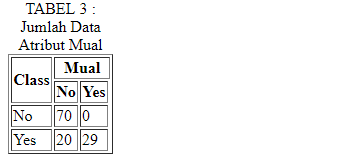 TABEL 3 :
Jumlah Data
Atribut Mual
Class Mual
No Yes
No 70 0
Yes 20 29